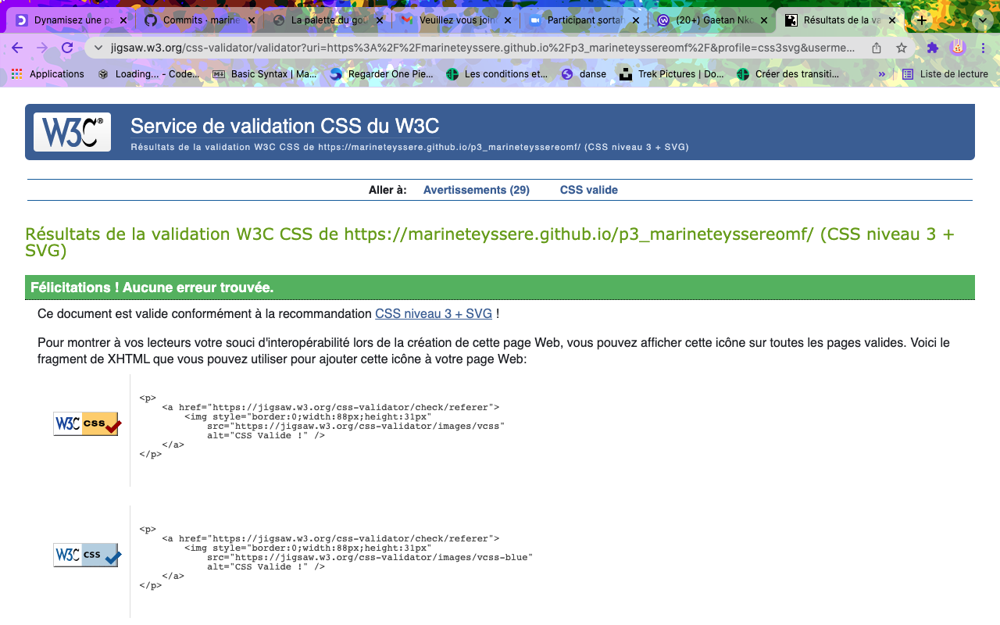 Dynamisez une pa
Commits · marine
La palette du goû
Veuillez vous join
Participant sortan
(20+) Gaetan Nko
Résultats de la va
jigsaw.w3.org/css-validator/validator?uri=https%3A%2F%2Fmarineteyssere.github.io%2Fp3_marineteyssereomf%2F&profile=css3svg&userme...
Applications
Loading... - Code...
Basic Syntax | Ma...
Regarder One Pie...
Les conditions et...
danse
Trek Pictures | Do...
Créer des transiti...
»
Liste de lecture
W3C®
Service de validation CSS du W3C
Résultats de la validation W3C CSS de https://marineteyssere.github.io/p3_marineteyssereomf/ (CSS niveau 3 + SVG)
Aller à: Avertissements (29) CSS valide
Résultats de la validation W3C CSS de https://marineteyssere.github.io/p3_marineteyssereomf/ (CSS niveau 3 +
SVG)
Félicitations ! Aucune erreur trouvée.
Ce document est valide conformément à la recommandation CSS niveau 3 + SVG !
Pour montrer à vos lecteurs votre souci d'interopérabilité lors de la création de cette page Web, vous pouvez afficher cette icône sur toutes les pages valides. Voici le
fragment de XHTML que vous pouvez utiliser pour ajouter cette icône à votre page Web:
W3C css
<p>
<a href="https://jigsaw.w3.org/css-validator/check/referer">
<img style="border:0;width:88px;height:31px"
src="https://jigsaw.w3.org/css-validator/images/vcss"
alt="CSS Valide !" />
</a>
</p>
W3C css
<p>
<a href="https://jigsaw.w3.org/css-validator/check/referer">
<img style="border:0;width:88px;height:31px"
src="https://jigsaw.w3.org/css-validator/images/vcss-blue"
alt="CSS Valide !" />
</a>
</p>